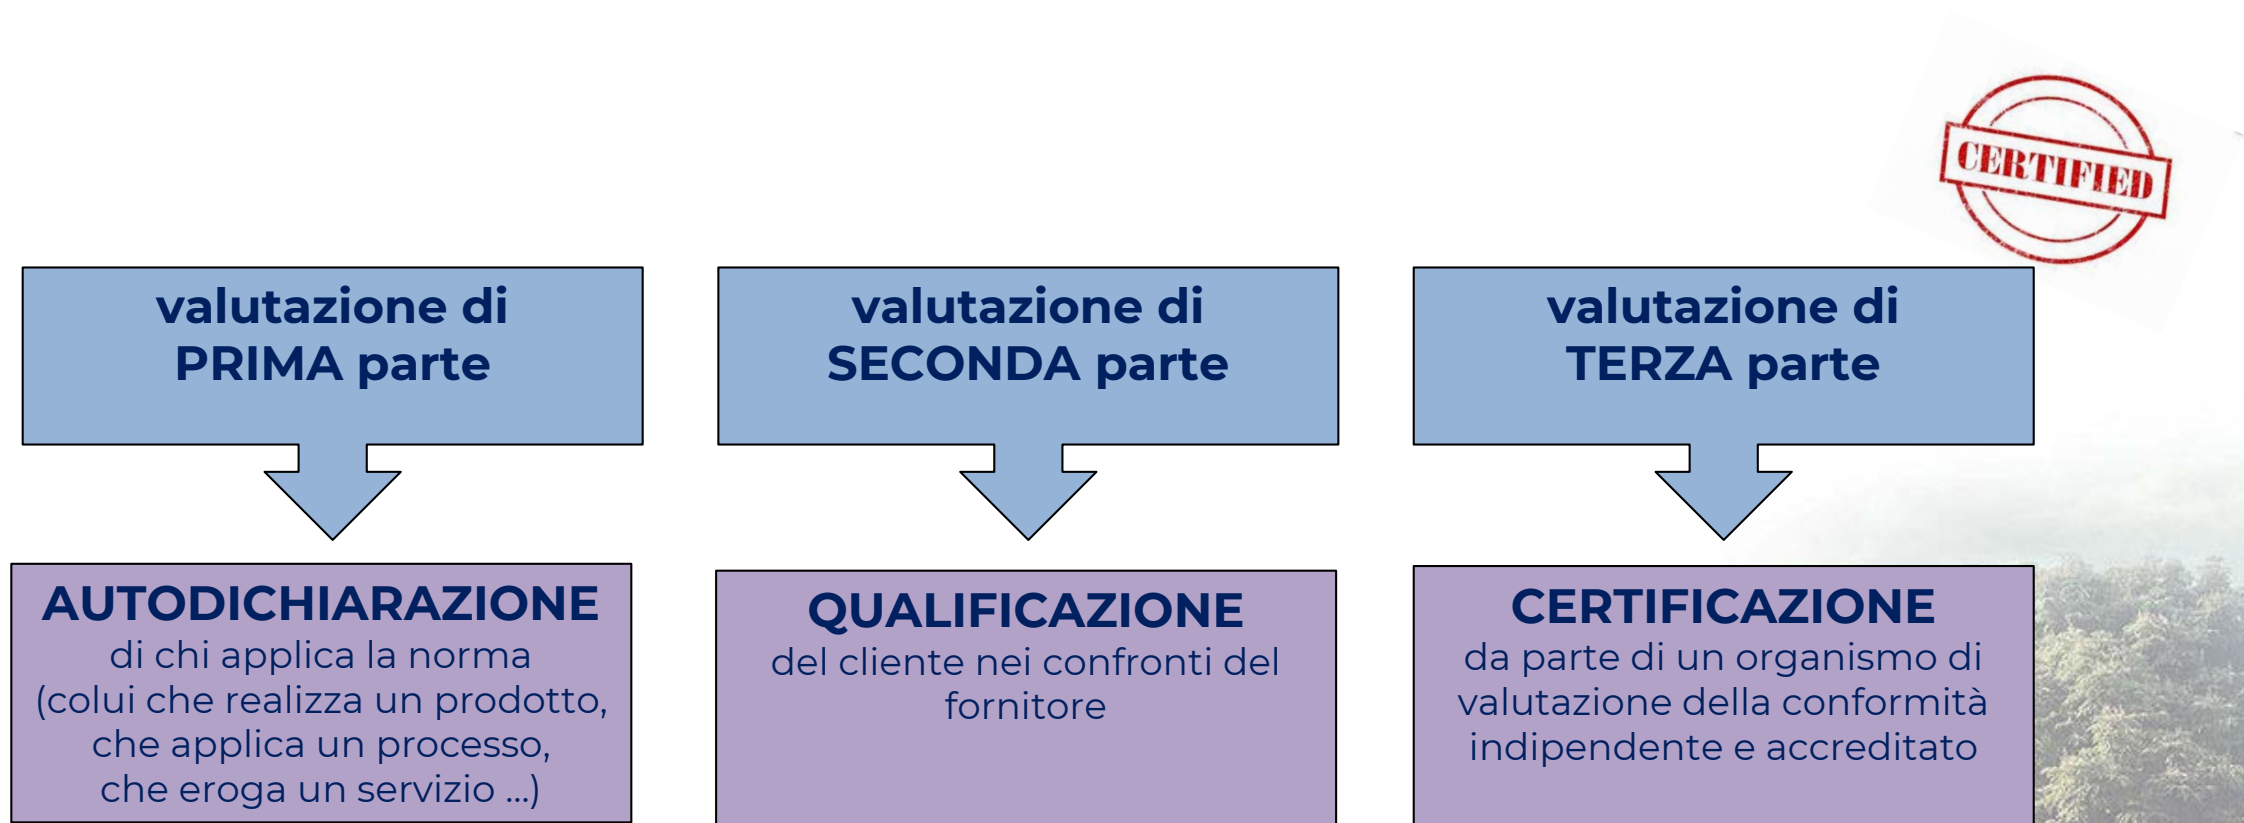 CERTIFIED
valutazione di
PRIMA parte
valutazione di
SECONDA parte
valutazione di
TERZA parte
AUTODICHIARAZIONE
di chi applica la norma
(colui che realizza un prodotto,
che applica un processo,
che eroga un servizio ...)
QUALIFICAZIONE
del cliente nei confronti del
fornitore
CERTIFICAZIONE
da parte di un organismo di
valutazione della conformità
indipendente e accreditato